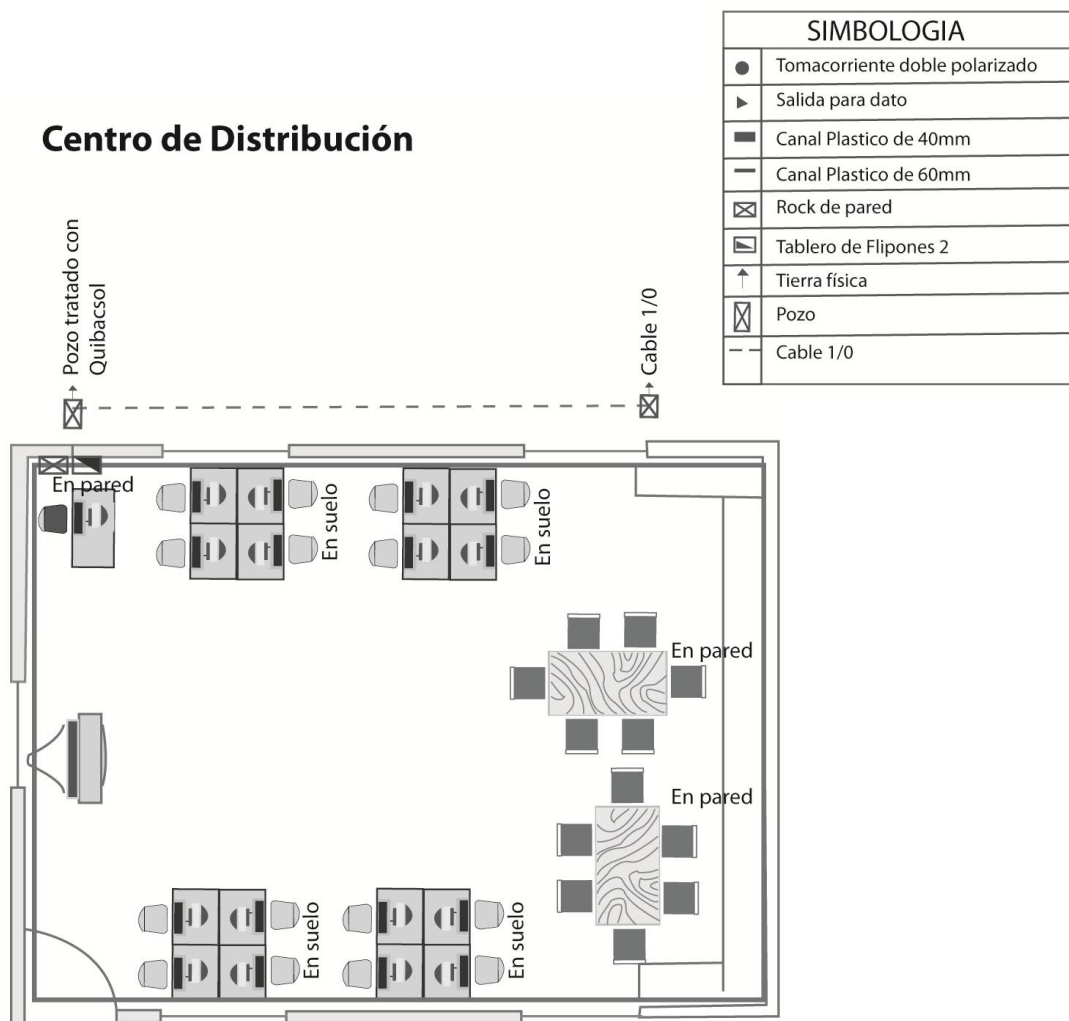 SIMBOLOGIA
Tomacorriente doble polarizado
Salida para dato
Canal Plastico de 40mm
Canal Plastico de 60mm
Rock de pared
Tablero de Flipones 2
Tierra física
Pozo
Cable 1/0
Centro de Distribución
Pozo tratado con
Quibacsol
Cable 1/0
En pared
En suelo
En suelo
En pared
En pared
En suelo
En suelo